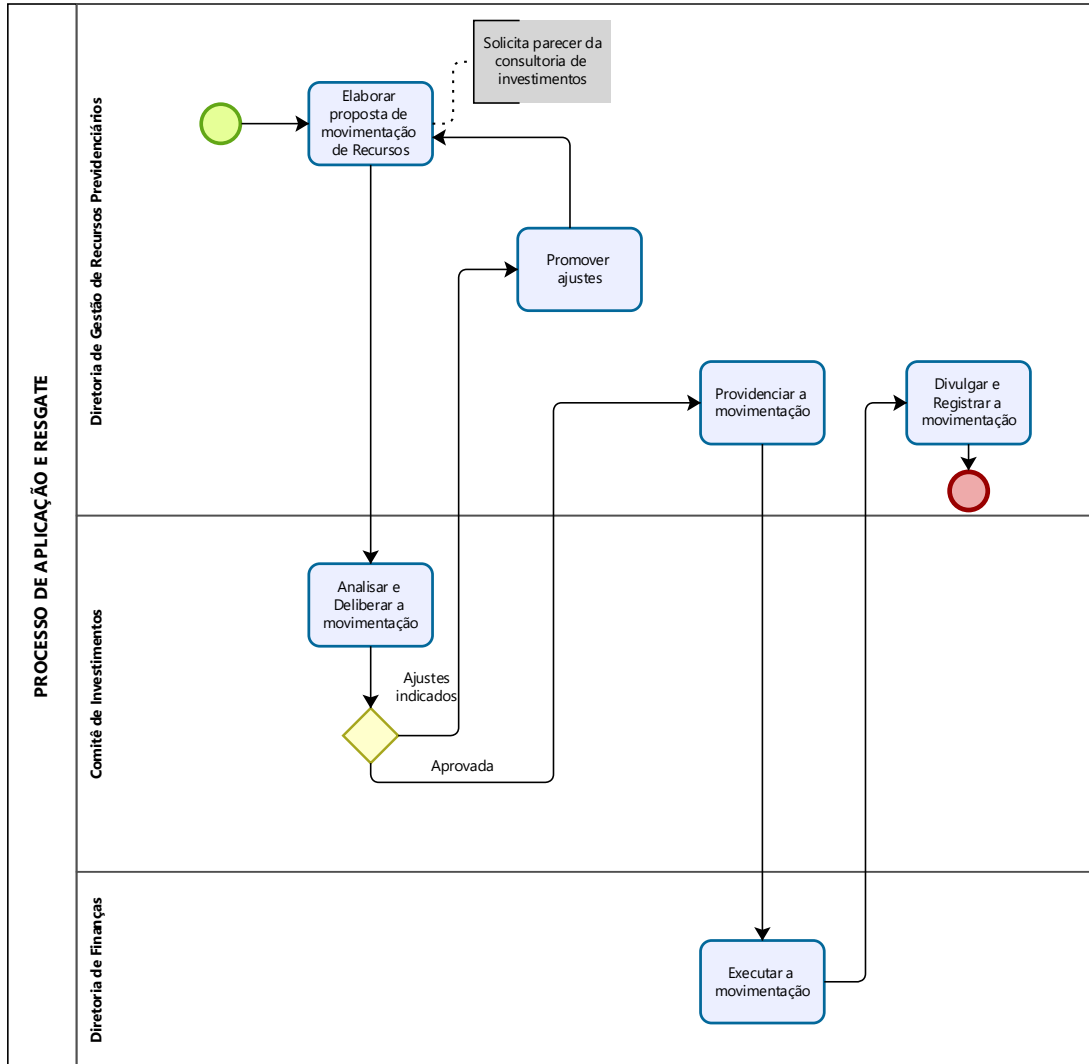 PROCESSO DE APLICAÇÃO E RESGATE
Diretoria de Gestão de Recursos Previdenciários
Solicita parecer da
consultoria de
investimentos
Elaborar
proposta de
movimentação
de Recursos
Promover
ajustes
Providenciar a
movimentação
Divulgar e
Registrar a
movimentação
Comitê de Investimentos
Analisar e
Deliberar a
movimentação
Ajustes
indicados
Aprovada
Diretoria de Finanças
Executar a
movimentação